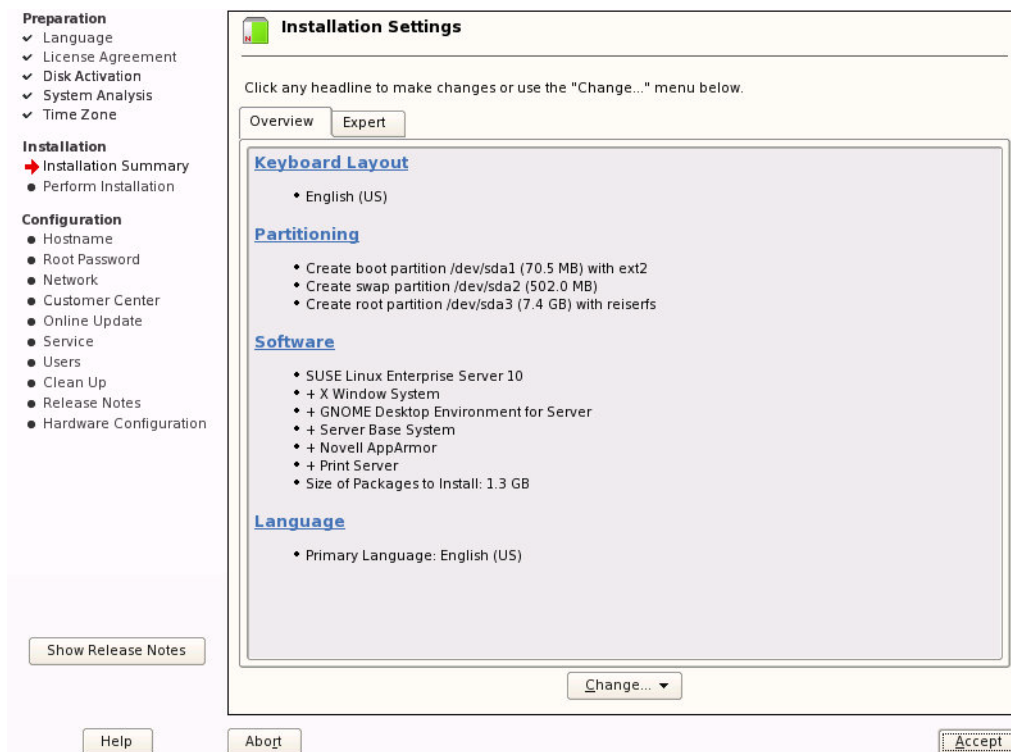 Preparation
Language
License Agreement
Disk Activation
System Analysis
Time Zone
Installation
Installation Summary
Perform Installation
Configuration
Hostname
Root Password
Network
Customer Center
Online Update
Service
Users
Clean Up
Release Notes
Hardware Configuration
Show Release Notes
Help
N
Installation Settings
Click any headline to make changes or use the "Change..." menu below.
Overview
Expert
Keyboard Layout
• English (US)
Partitioning
• Create boot partition /dev/sda1 (70.5 MB) with ext2
• Create swap partition /dev/sda2 (502.0 MB)
• Create root partition /dev/sda3 (7.4 GB) with reiserfs
Software
• SUSE Linux Enterprise Server 10
• + X Window System
• + GNOME Desktop Environment for Server
• + Server Base System
• + Novell AppArmor
• + Print Server
• Size of Packages to Install: 1.3 GB
Language
• Primary Language: English (US)
Change...
Abort
Accept